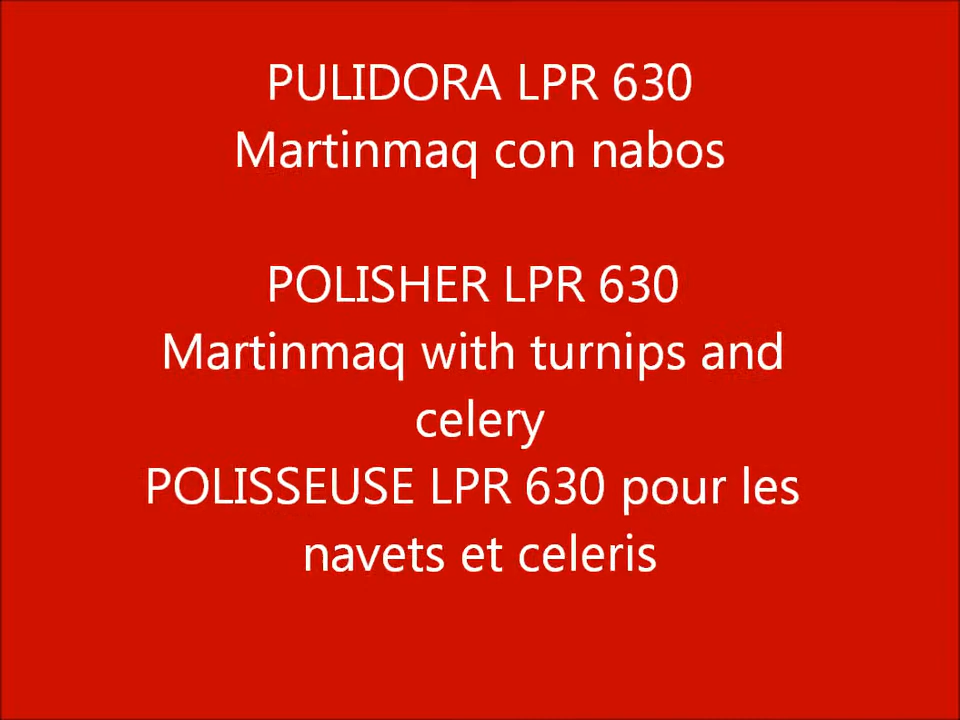 PULIDORA LPR 630
Martinmaq con nabos
POLISHER LPR 630
Martinmaq with turnips and
celery
POLISSEUSE LPR 630 pour les
navets et celeris